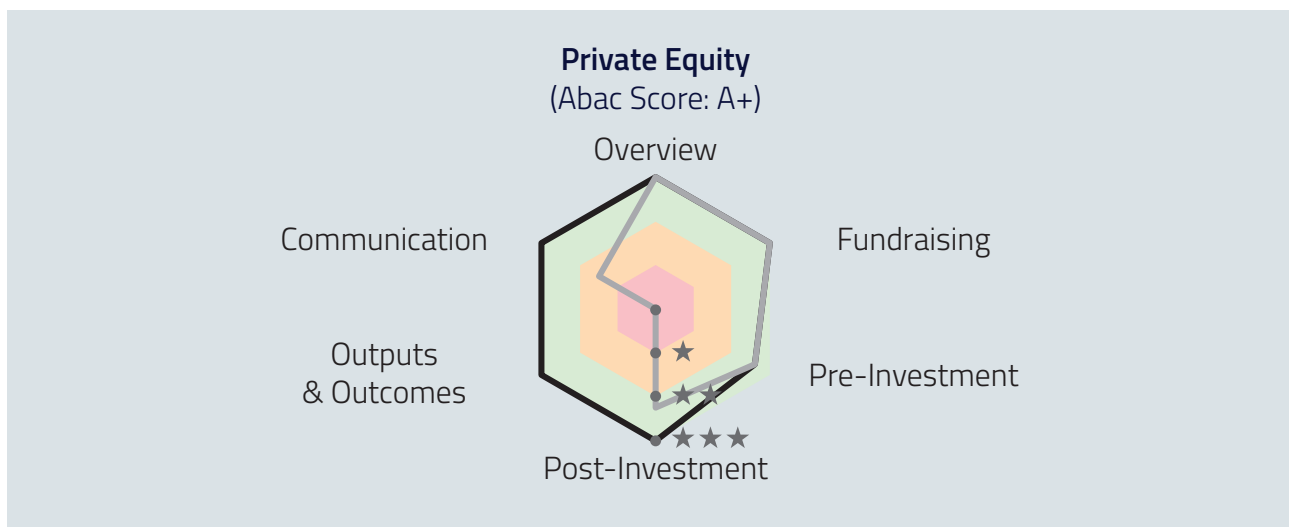 Private Equity
(Abac Score: A+)
Overview
Communication
Fundraising
Outputs
& Outcomes
Pre-Investment
Post-Investment